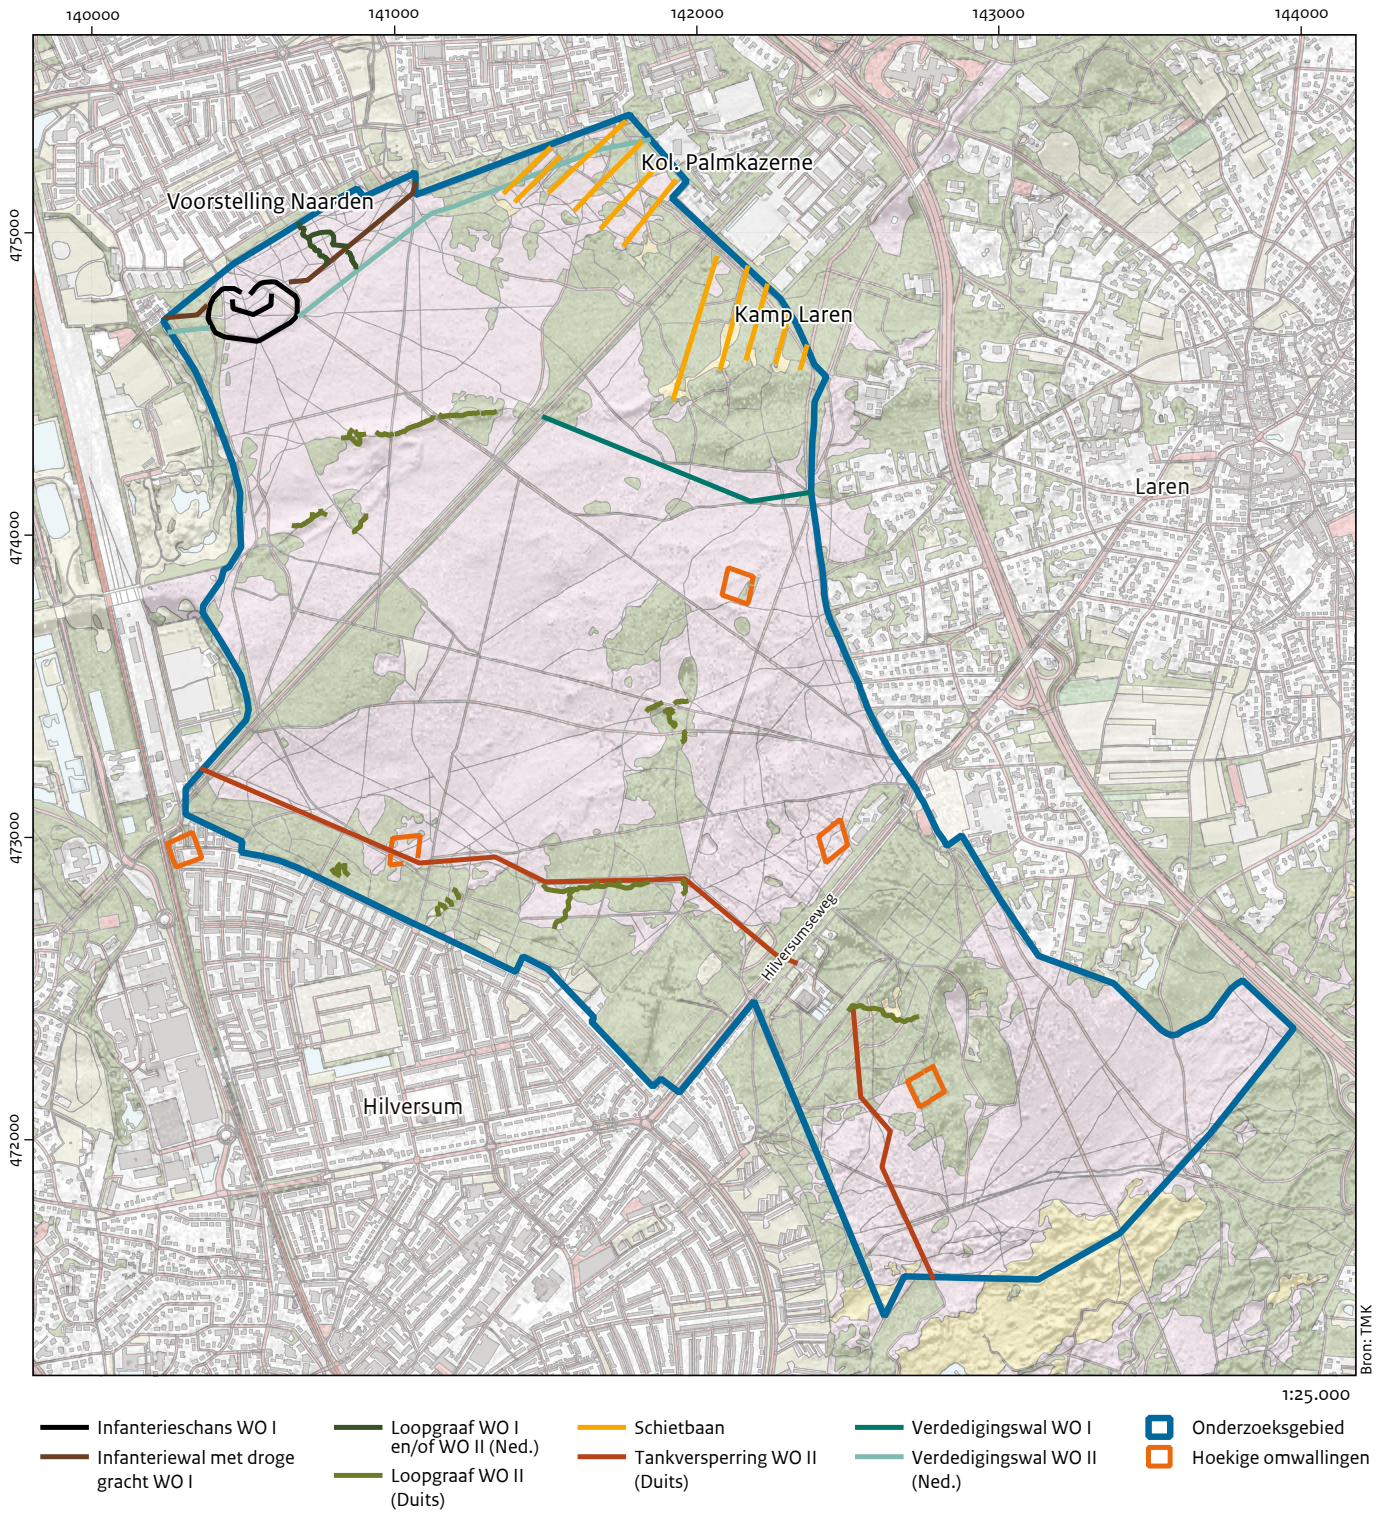 140000
141000
142000
143000
144000
475000
474000
473000
472000
Kol. Palmkazerne
Voorstelling Naarden
Kamp Laren
Laren
Hilversumseweg
Hilversum
Bron: TMK
1:25.000
Infanterieschans WO I
Infanteriewal met droge
gracht WO I
Loopgraaf WO I
en/of WO II (Ned.)
Loopgraaf WO II
(Duits)
Schietbaan
Tankversperring WO II
(Duits)
Verdedigingswal WO I
Verdedigingswal WO II
(Ned.)
Onderzoeksgebied
Hoekige omwallingen